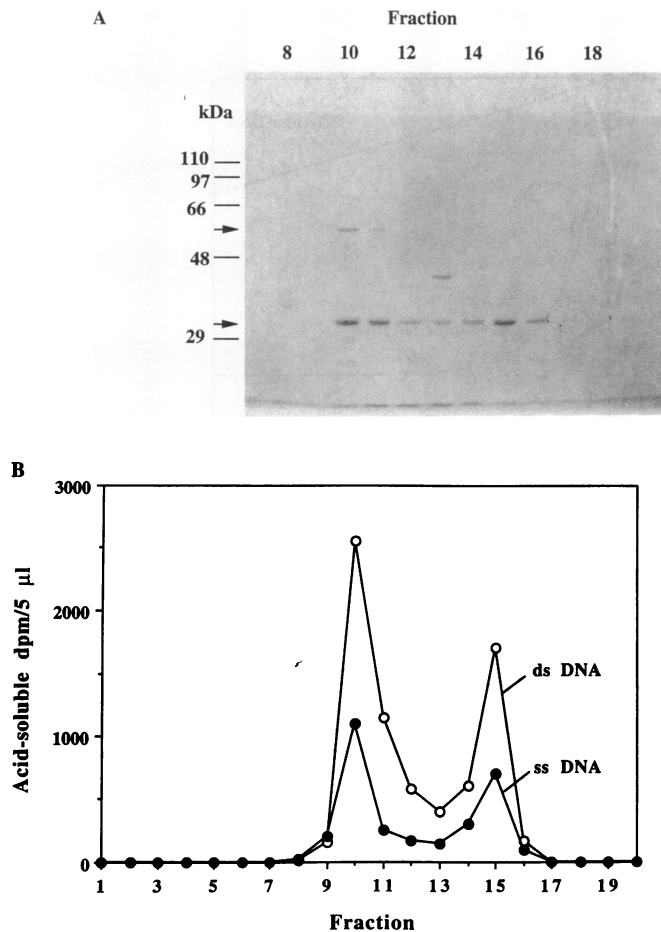 A
Fraction
8 10 12 14 16 18
kDa
110
97
66
48
29
B
3000
2000
1000
0
Acid-soluble dpm/5 µl
ds DNA
ss DNA
1 3 5 7 9 11 13 15 17 19
Fraction